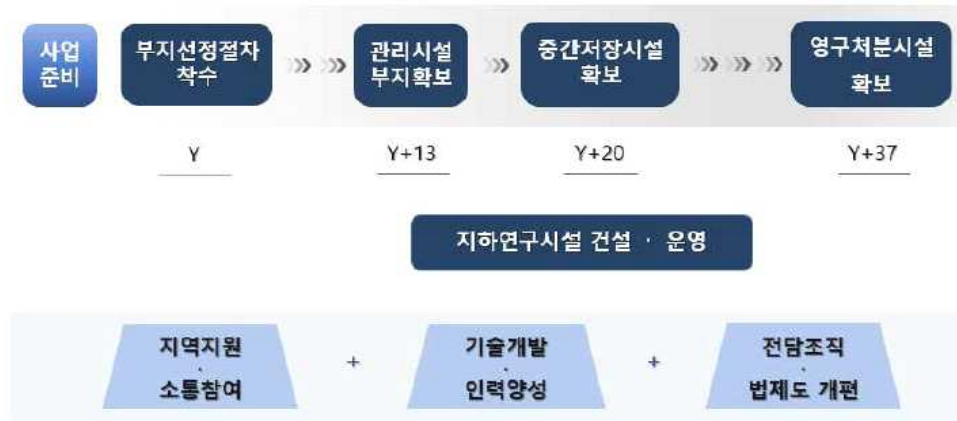 사업
준비
부지선정절차
착수
관리시설
부지확보
중간저장시설
확보
영구처분시설
확보
Y
Y+13
Y+20
Y+37
지하연구시설 건설 · 운영
지역지원
·
소통참여
+
기술개발
·
인력양성
+
전담조직
·
법제도 개편